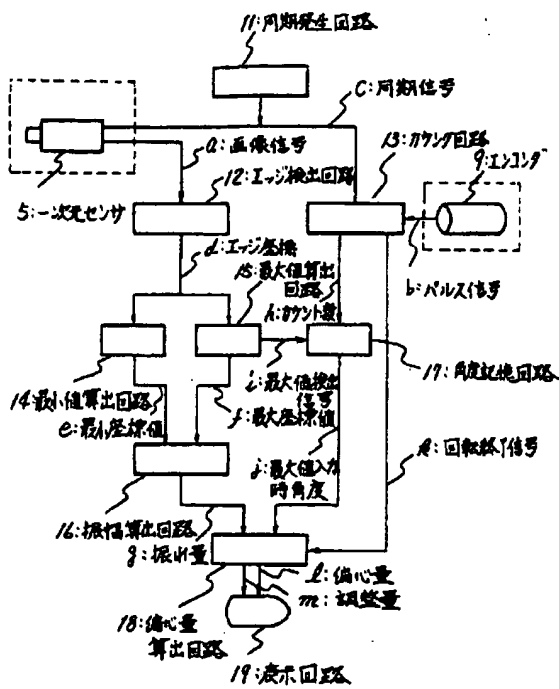 11:同期発生回路
C:同期信号
a:画像信号
13:カウンタ回路
9:エンコーダ
12:エッジ検出回路
5:一次元センサ
b:パルス信号
d:エッジ座標
15:最大値算出
回路
h:カウント数
i:最大値検出
信号
17:角度記憶回路
14:最小値算出回路
e:最小座標値
f:最大座標値
j:最大値入力
時角度
k:回転終了信号
16:振幅算出回路
g:振れ量
l:偏心量
m:調整量
18:偏心量
算出回路
19:表示回路